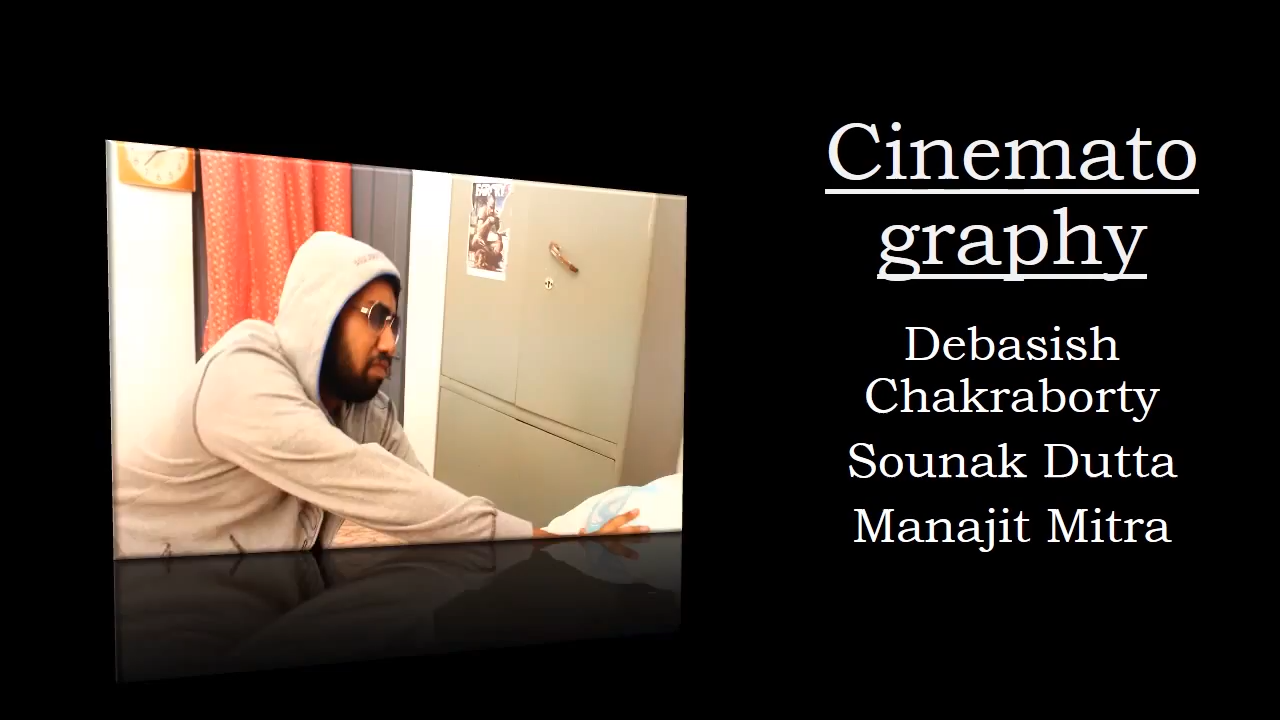 Cinemato
graphy
Debasish
Chakraborty
Sounak Dutta
Manajit Mitra